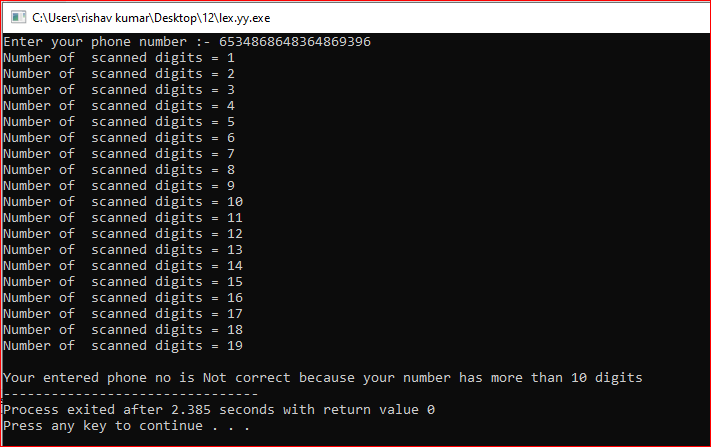 C:\Users\rishav kumar\Desktop\12\lex.yy.exe
Enter your phone number :- 6534868648364869396
Number of  scanned digits = 1
Number of  scanned digits = 2
Number of  scanned digits = 3
Number of  scanned digits = 4
Number of  scanned digits = 5
Number of  scanned digits = 6
Number of  scanned digits = 7
Number of  scanned digits = 8
Number of  scanned digits = 9
Number of  scanned digits = 10
Number of  scanned digits = 11
Number of  scanned digits = 12
Number of  scanned digits = 13
Number of  scanned digits = 14
Number of  scanned digits = 15
Number of  scanned digits = 16
Number of  scanned digits = 17
Number of  scanned digits = 18
Number of  scanned digits = 19
Your entered phone no is Not correct because your number has more than 10 digits
--------------------------------
Process exited after 2.385 seconds with return value 0
Press any key to continue . . .